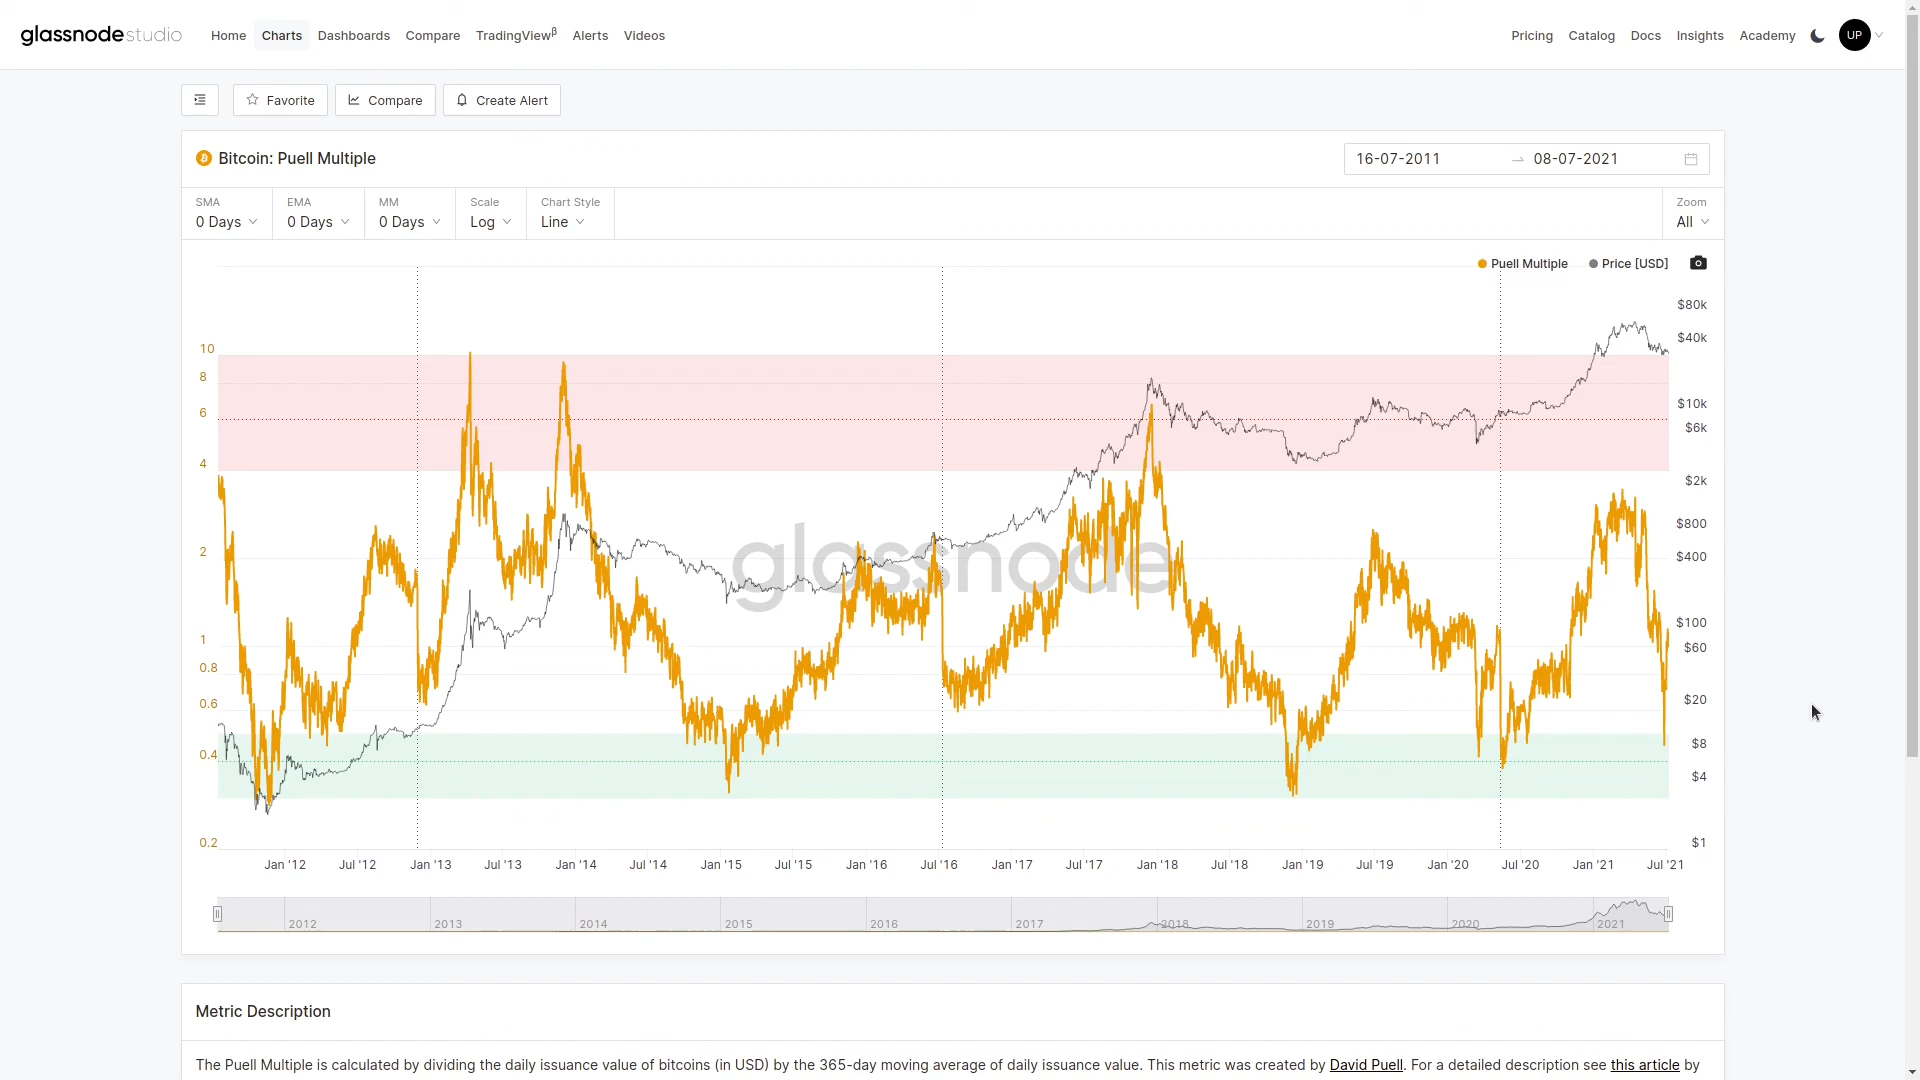 glassnode studio Home Charts Dashboards Compare TradingViewβ Alerts Videos Pricing Catalog Docs Insights Academy UP
Favorite Compare Create Alert
Bitcoin: Puell Multiple 16-07-2011 → 08-07-2021
SMA EMA MM Scale Chart Style Zoom
0 Days 0 Days 0 Days Log Line All
Puell Multiple Price [USD]
$80k
$40k
10
8
6
$10k
$6k
4
$2k
$800
2
$400
glassnode
$100
1
$60
0.8
0.6
$20
$8
0.4
$4
0.2
$1
Jan '12 Jul '12 Jan '13 Jul '13 Jan '14 Jul '14 Jan '15 Jul '15 Jan '16 Jul '16 Jan '17 Jul '17 Jan '18 Jul '18 Jan '19 Jul '19 Jan '20 Jul '20 Jan '21 Jul '21
2012 2013 2014 2015 2016 2017 2018 2019 2020 2021
Metric Description
The Puell Multiple is calculated by dividing the daily issuance value of bitcoins (in USD) by the 365-day moving average of daily issuance value. This metric was created by David Puell. For a detailed description see this article by